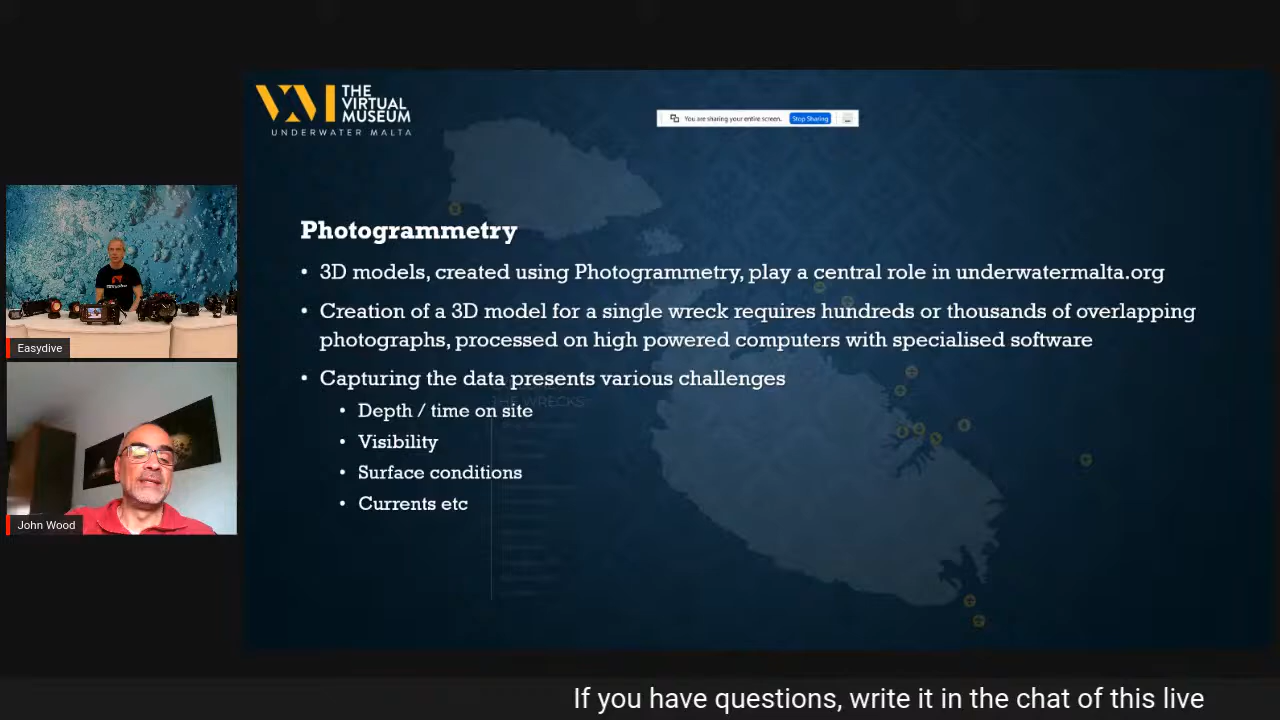 THE
VIRTUAL
MUSEUM
UNDERWATER MALTA
You are sharing your entire screen. Stop Sharing
Photogrammetry
• 3D models, created using Photogrammetry, play a central role in underwatermalta.org
• Creation of a 3D model for a single wreck requires hundreds or thousands of overlapping
photographs, processed on high powered computers with specialised software
• Capturing the data presents various challenges
THE WRECKS
• Depth / time on site
• Visibility
• Surface conditions
• Currents etc
Easydive
John Wood
If you have questions, write it in the chat of this live